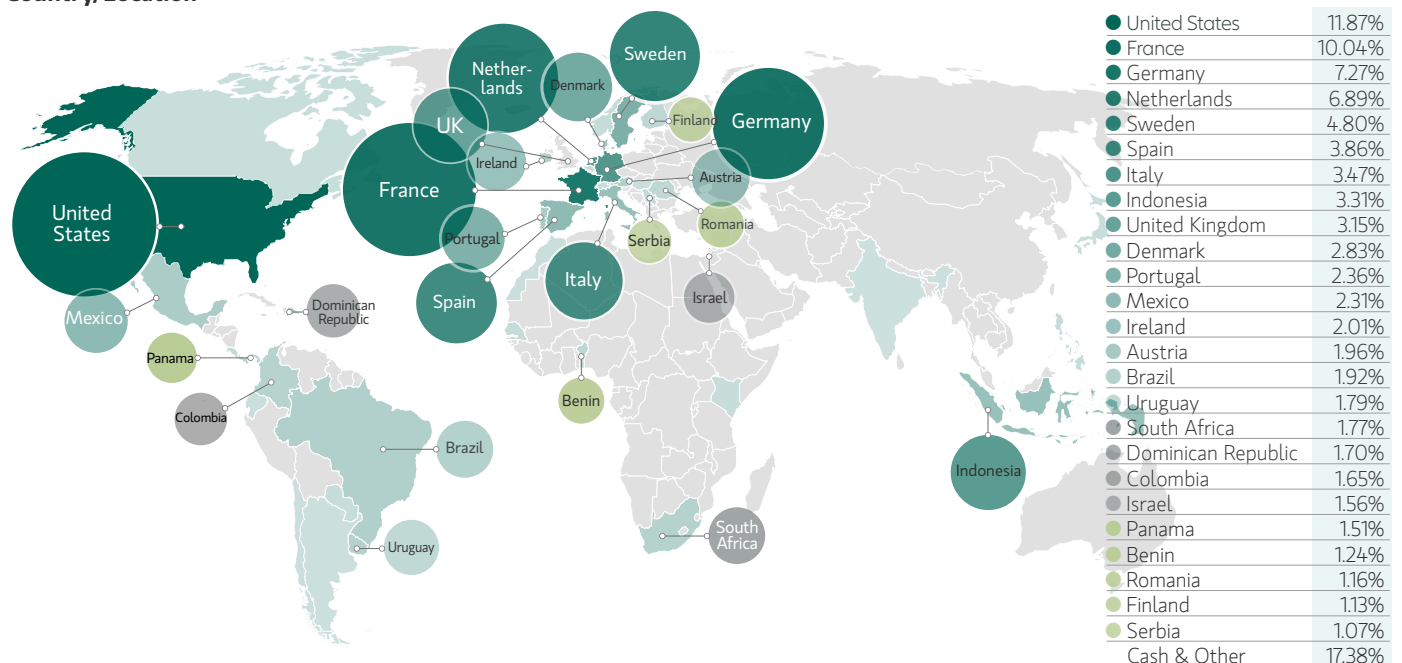 Country/Location
United
States
Mexico
Panama
Colombia
Dominican
Republic
Brazil
Uruguay
France
UK
Ireland
Nether-
lands
Denmark
Sweden
Finland
Germany
Austria
Romania
Serbia
Portugal
Spain
Italy
Israel
Benin
South
Africa
Indonesia
United States 11.87%
France 10.04%
Germany 7.27%
Netherlands 6.89%
Sweden 4.80%
Spain 3.86%
Italy 3.47%
Indonesia 3.31%
United Kingdom 3.15%
Denmark 2.83%
Portugal 2.36%
Mexico 2.31%
Ireland 2.01%
Austria 1.96%
Brazil 1.92%
Uruguay 1.79%
South Africa 1.77%
Dominican Republic 1.70%
Colombia 1.65%
Israel 1.56%
Panama 1.51%
Benin 1.24%
Romania 1.16%
Finland 1.13%
Serbia 1.07%
Cash & Other 17.38%